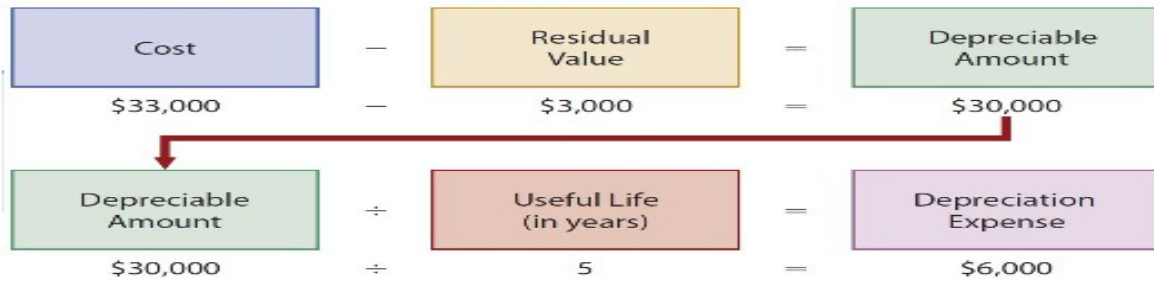 Cost − Residual Value = Depreciable Amount
$33,000 − $3,000 = $30,000
Depreciable Amount ÷ Useful Life (in years) = Depreciation Expense
$30,000 ÷ 5 = $6,000